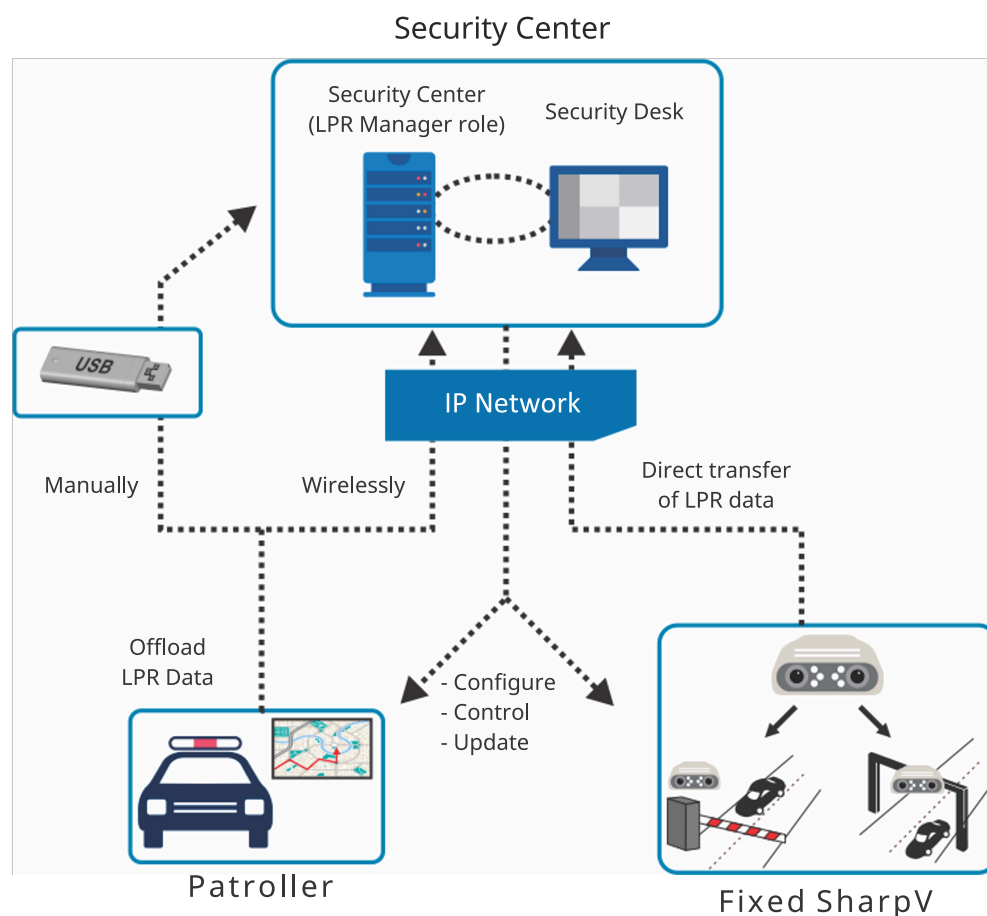 Security Center
Security Center
(LPR Manager role)
Security Desk
USB
IP Network
Manually
Wirelessly
Direct transfer
of LPR data
Offload
LPR Data
- Configure
- Control
- Update
Patroller
Fixed SharpV